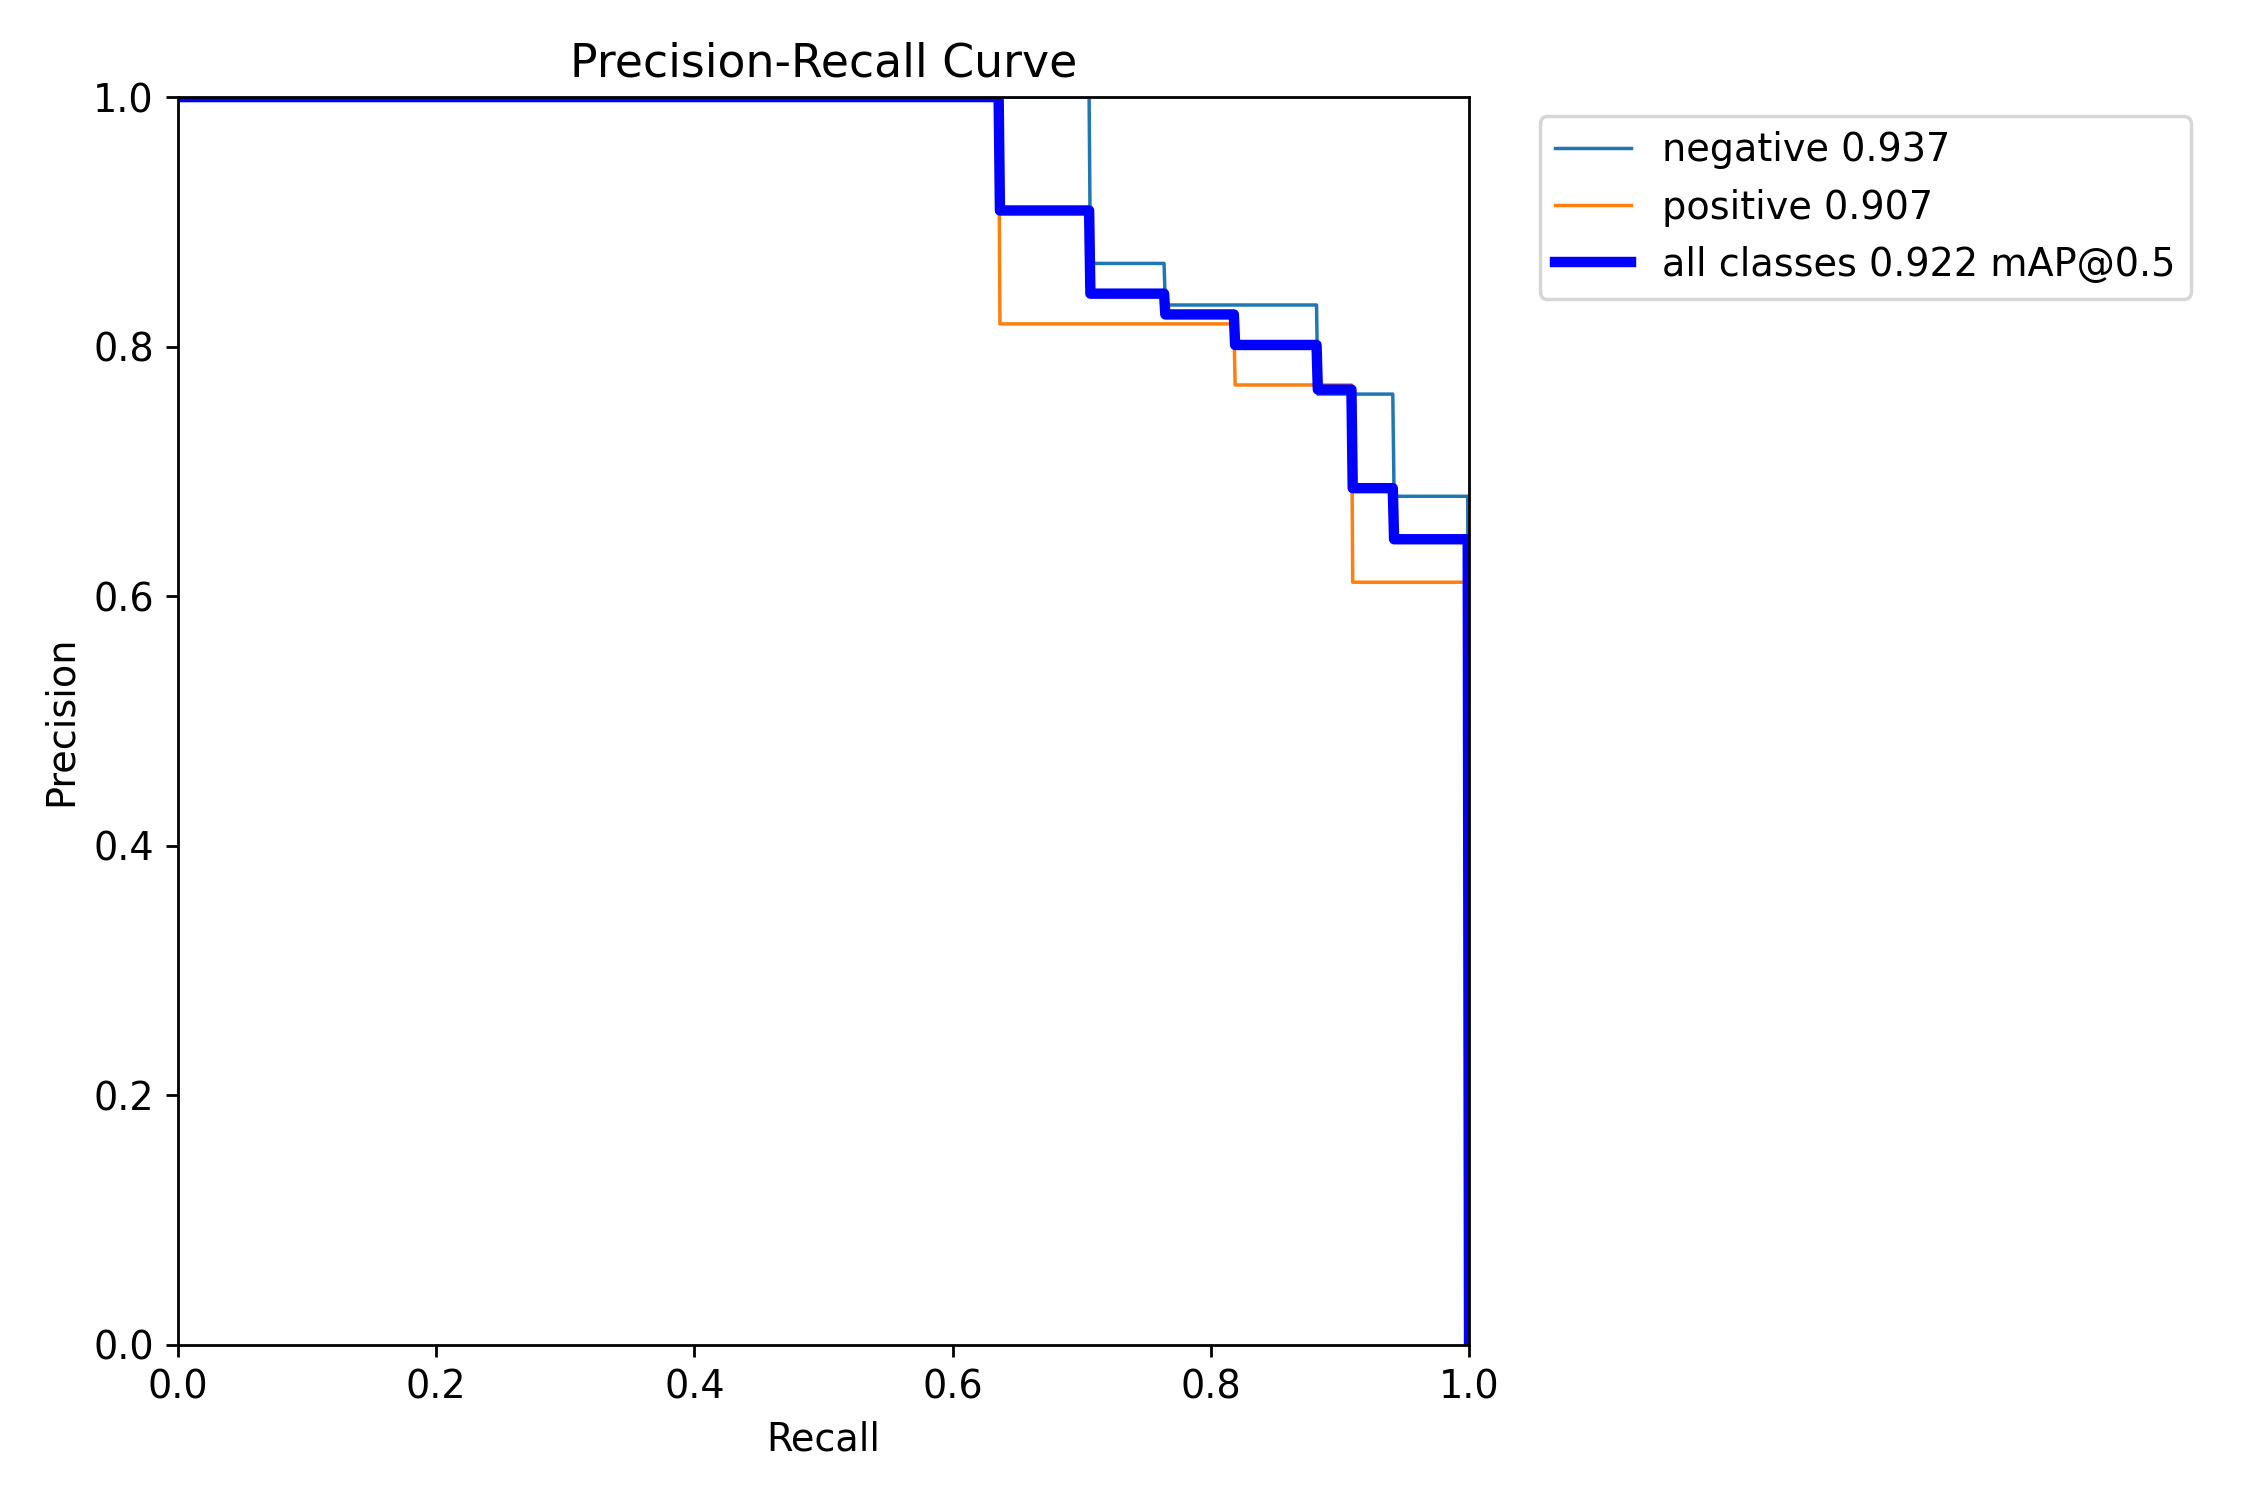 Precision-Recall Curve
1.0
0.8
0.6
0.4
0.2
0.0
Precision
0.0 0.2 0.4 0.6 0.8 1.0
Recall
negative 0.937
positive 0.907
all classes 0.922 mAP@0.5